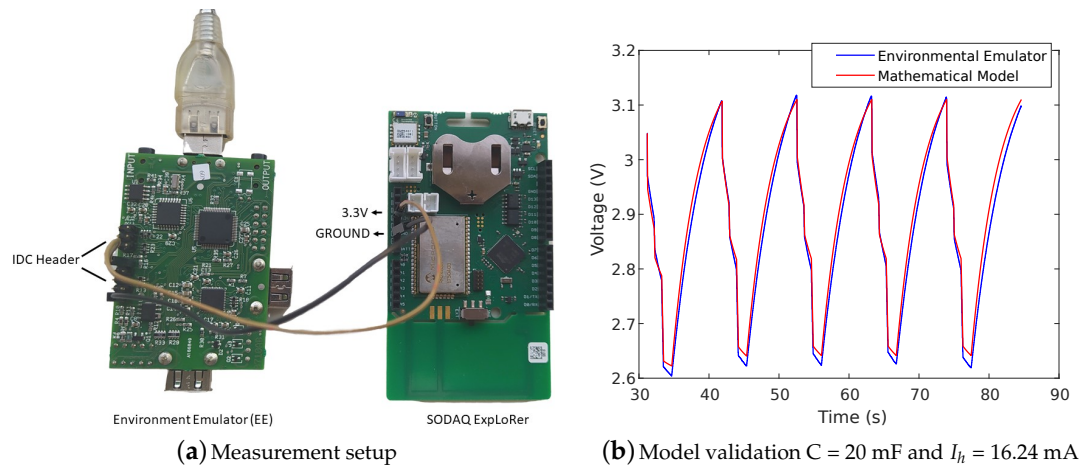 INPUT
OUTPUT
3.3V
GROUND
IDC Header
Environment Emulator (EE)
SODAQ ExpLoRer
(a) Measurement setup
3.2
3.1
3
2.9
2.8
2.7
2.6
Voltage (V)
Environmental Emulator
Mathematical Model
30 40 50 60 70 80 90
Time (s)
(b) Model validation C = 20 mF and Iₕ = 16.24 mA